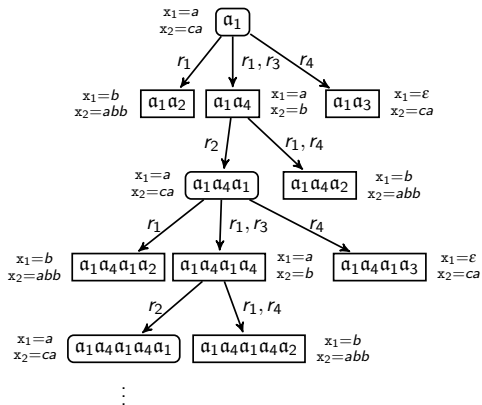 x₁=a
x₂=ca
𝔞₁
r₁
r₁, r₃
r₄
x₁=b
x₂=abb
𝔞₁𝔞₂
𝔞₁𝔞₄
x₁=a
x₂=b
𝔞₁𝔞₃
x₁=ε
x₂=ca
r₂
r₁, r₄
x₁=a
x₂=ca
𝔞₁𝔞₄𝔞₁
𝔞₁𝔞₄𝔞₂
x₁=b
x₂=abb
r₁
r₁, r₃
r₄
x₁=b
x₂=abb
𝔞₁𝔞₄𝔞₁𝔞₂
𝔞₁𝔞₄𝔞₁𝔞₄
x₁=a
x₂=b
𝔞₁𝔞₄𝔞₁𝔞₃
x₁=ε
x₂=ca
r₂
r₁, r₄
x₁=a
x₂=ca
𝔞₁𝔞₄𝔞₁𝔞₄𝔞₁
𝔞₁𝔞₄𝔞₁𝔞₄𝔞₂
x₁=b
x₂=abb
⋮